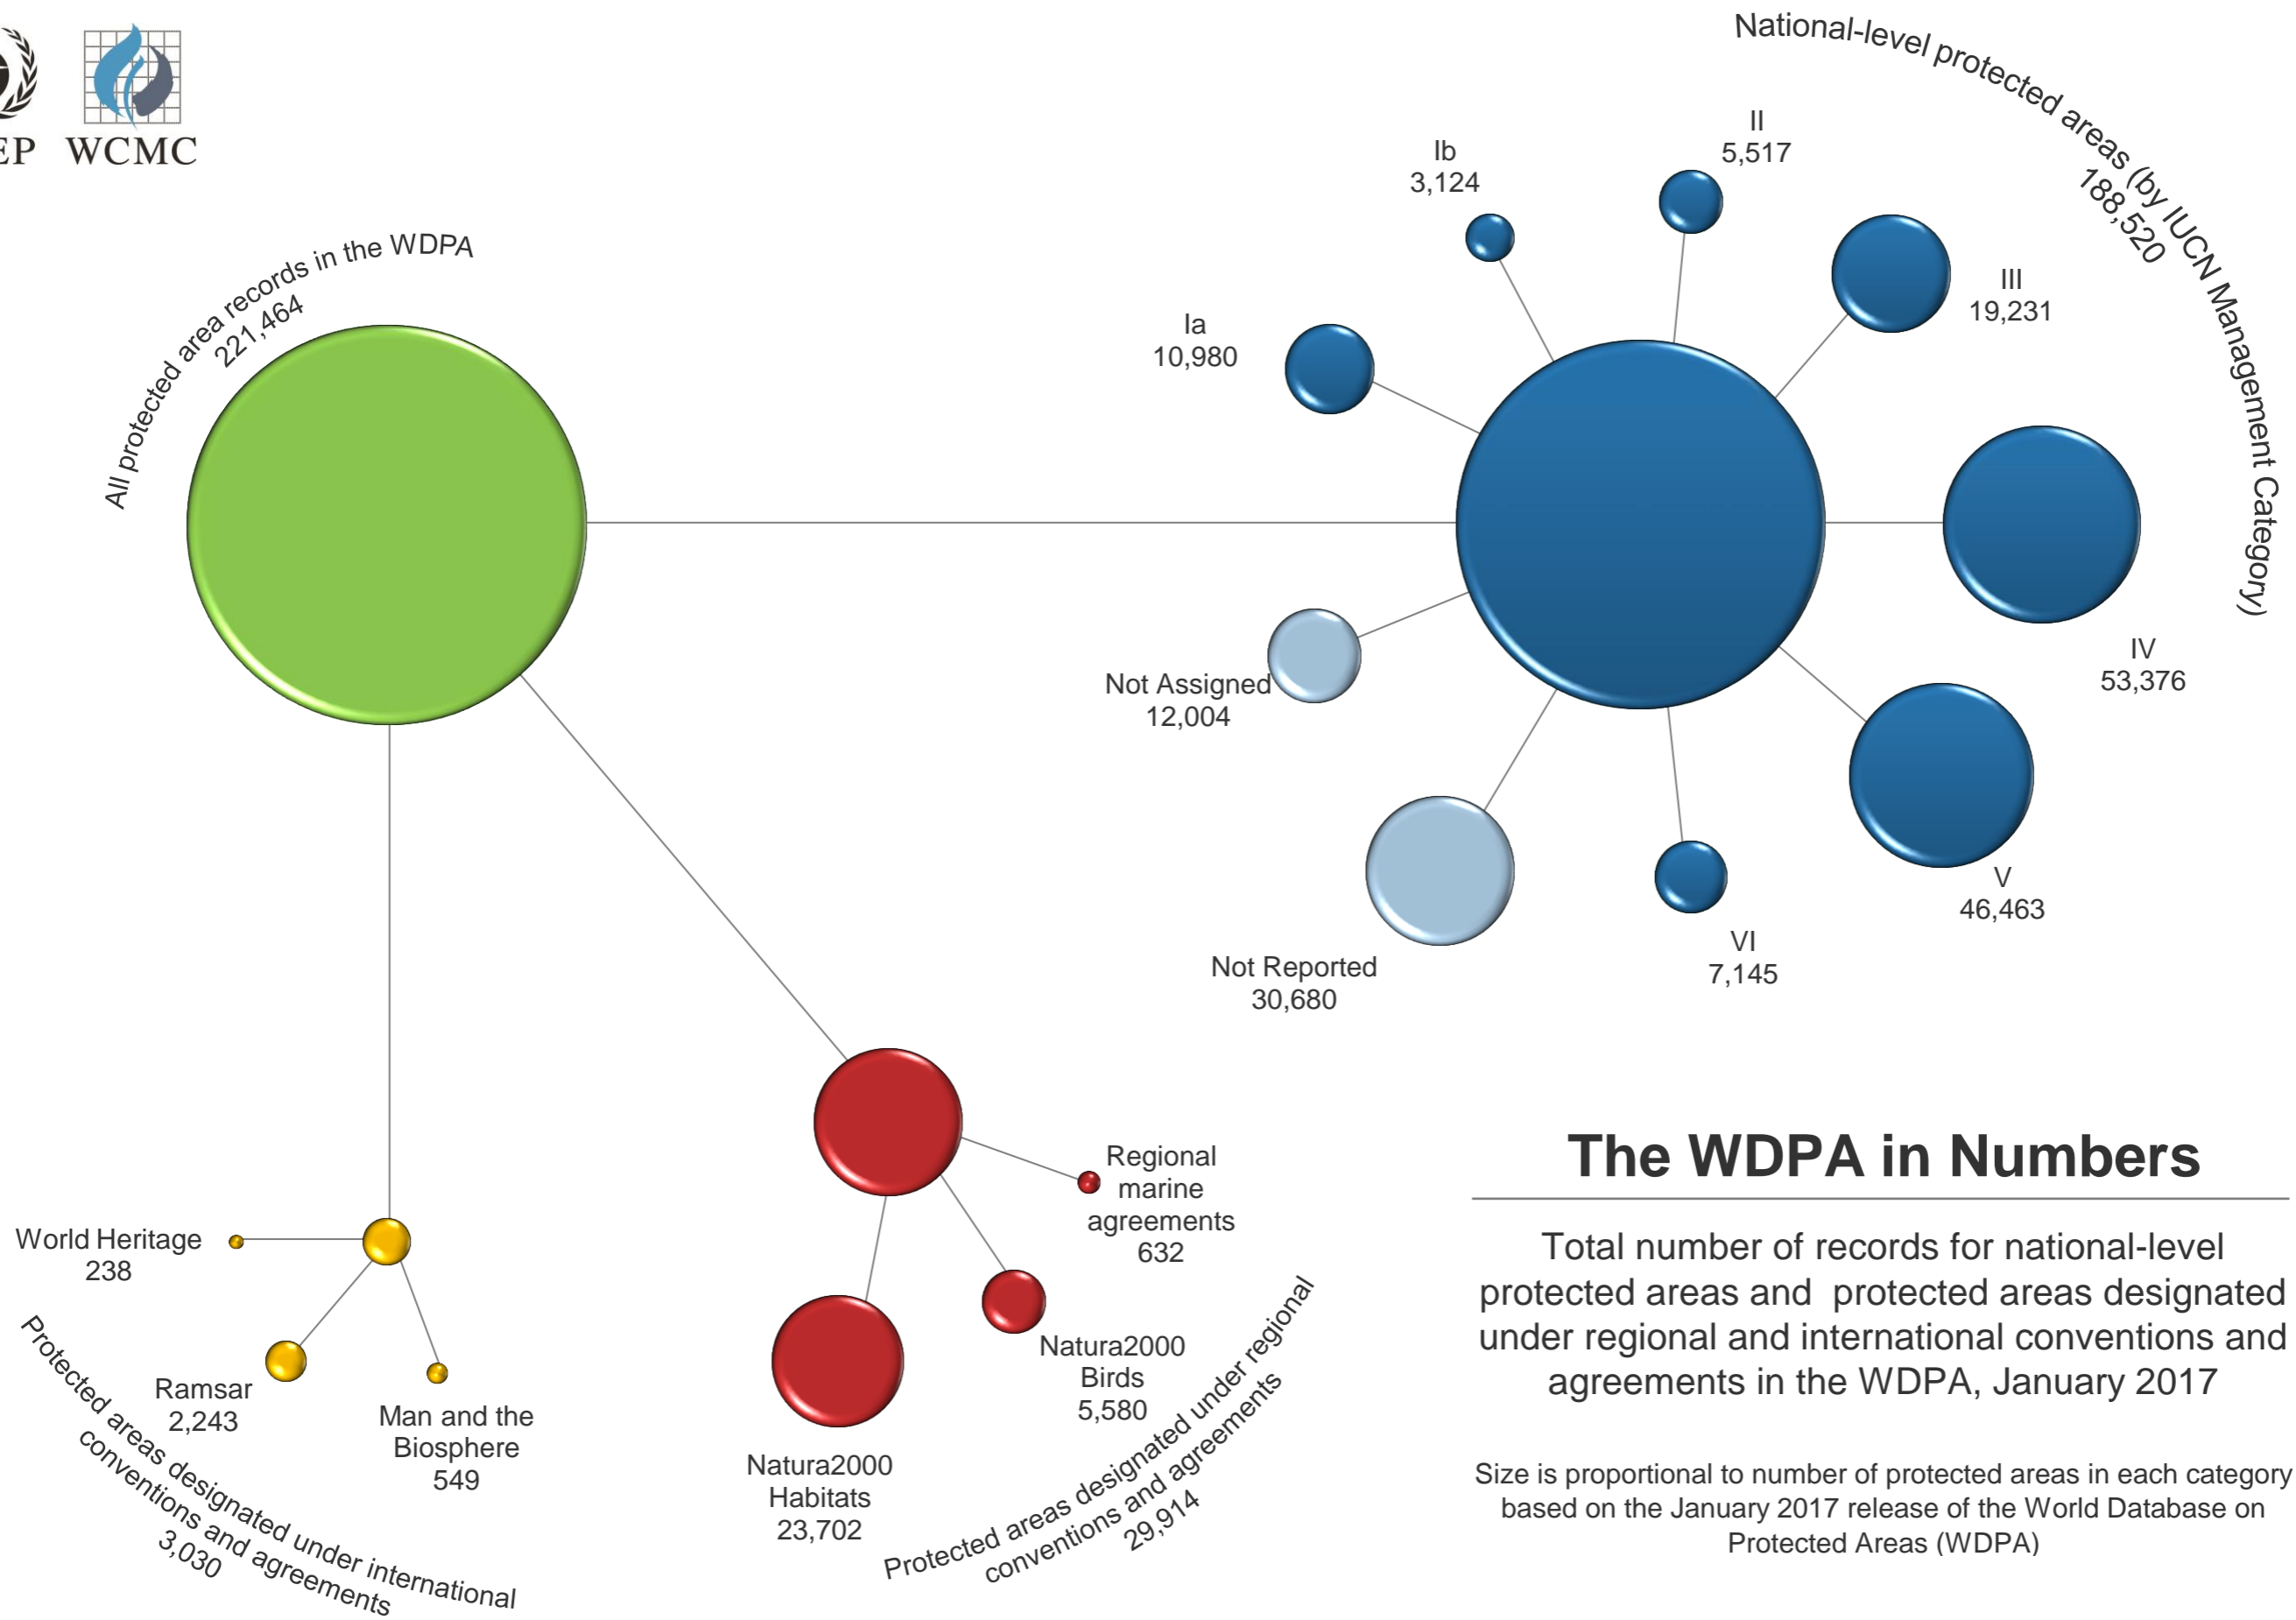 EP
WCMC
All protected area records in the WDPA
221,464
National-level protected areas (by IUCN Management Category)
188,520
Ia
10,980
Ib
3,124
II
5,517
III
19,231
IV
53,376
V
46,463
VI
7,145
Not Reported
30,680
Not Assigned
12,004
World Heritage
238
Ramsar
2,243
Man and the
Biosphere
549
Protected areas designated under international
conventions and agreements
3,030
Regional
marine
agreements
632
Natura2000
Birds
5,580
Natura2000
Habitats
23,702
Protected areas designated under regional
conventions and agreements
29,914
The WDPA in Numbers
Total number of records for national-level
protected areas and  protected areas designated
under regional and international conventions and
agreements in the WDPA, January 2017
Size is proportional to number of protected areas in each category
based on the January 2017 release of the World Database on
Protected Areas (WDPA)